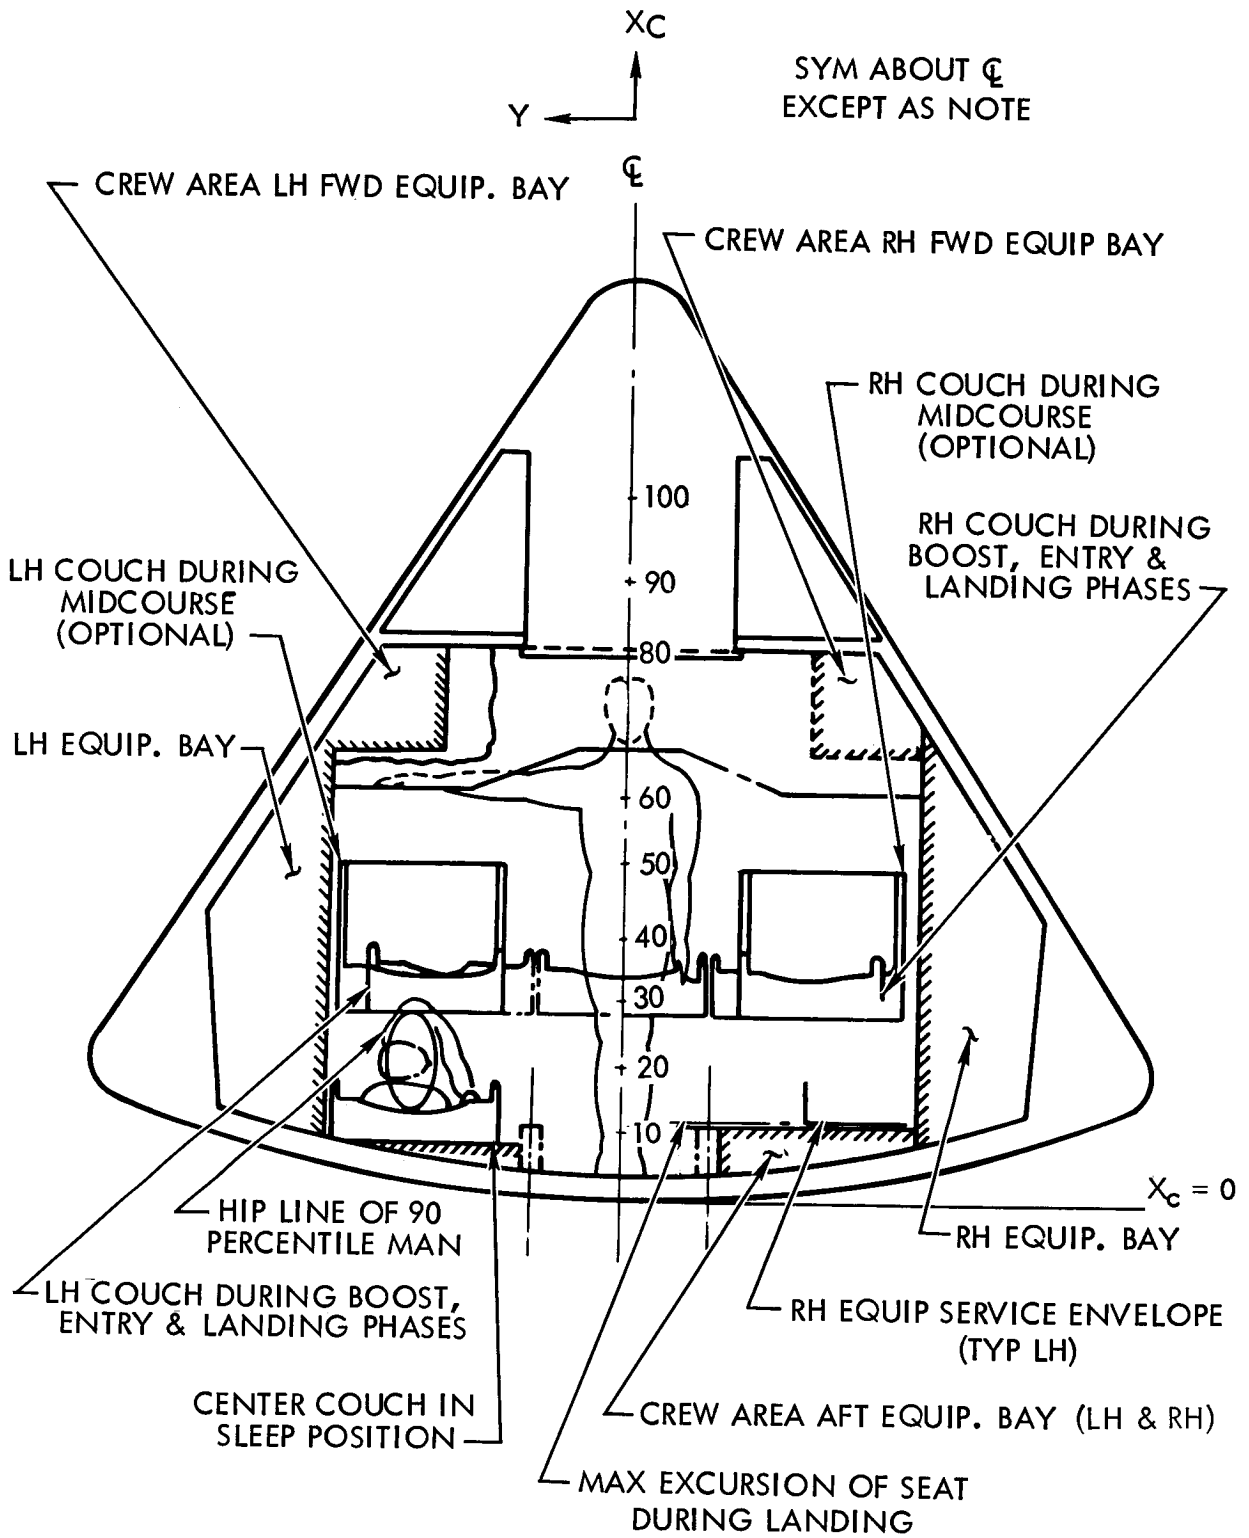 XC
SYM ABOUT ℄
EXCEPT AS NOTE
Y
℄
CREW AREA LH FWD EQUIP. BAY
CREW AREA RH FWD EQUIP BAY
RH COUCH DURING
MIDCOURSE
(OPTIONAL)
100
RH COUCH DURING
BOOST, ENTRY &
LANDING PHASES
LH COUCH DURING
MIDCOURSE
(OPTIONAL)
90
80
LH EQUIP. BAY
60
50
40
30
20
10
Xc = 0
HIP LINE OF 90
PERCENTILE MAN
RH EQUIP. BAY
LH COUCH DURING BOOST,
ENTRY & LANDING PHASES
RH EQUIP SERVICE ENVELOPE
(TYP LH)
CENTER COUCH IN
SLEEP POSITION
CREW AREA AFT EQUIP. BAY (LH & RH)
MAX EXCURSION OF SEAT
DURING LANDING